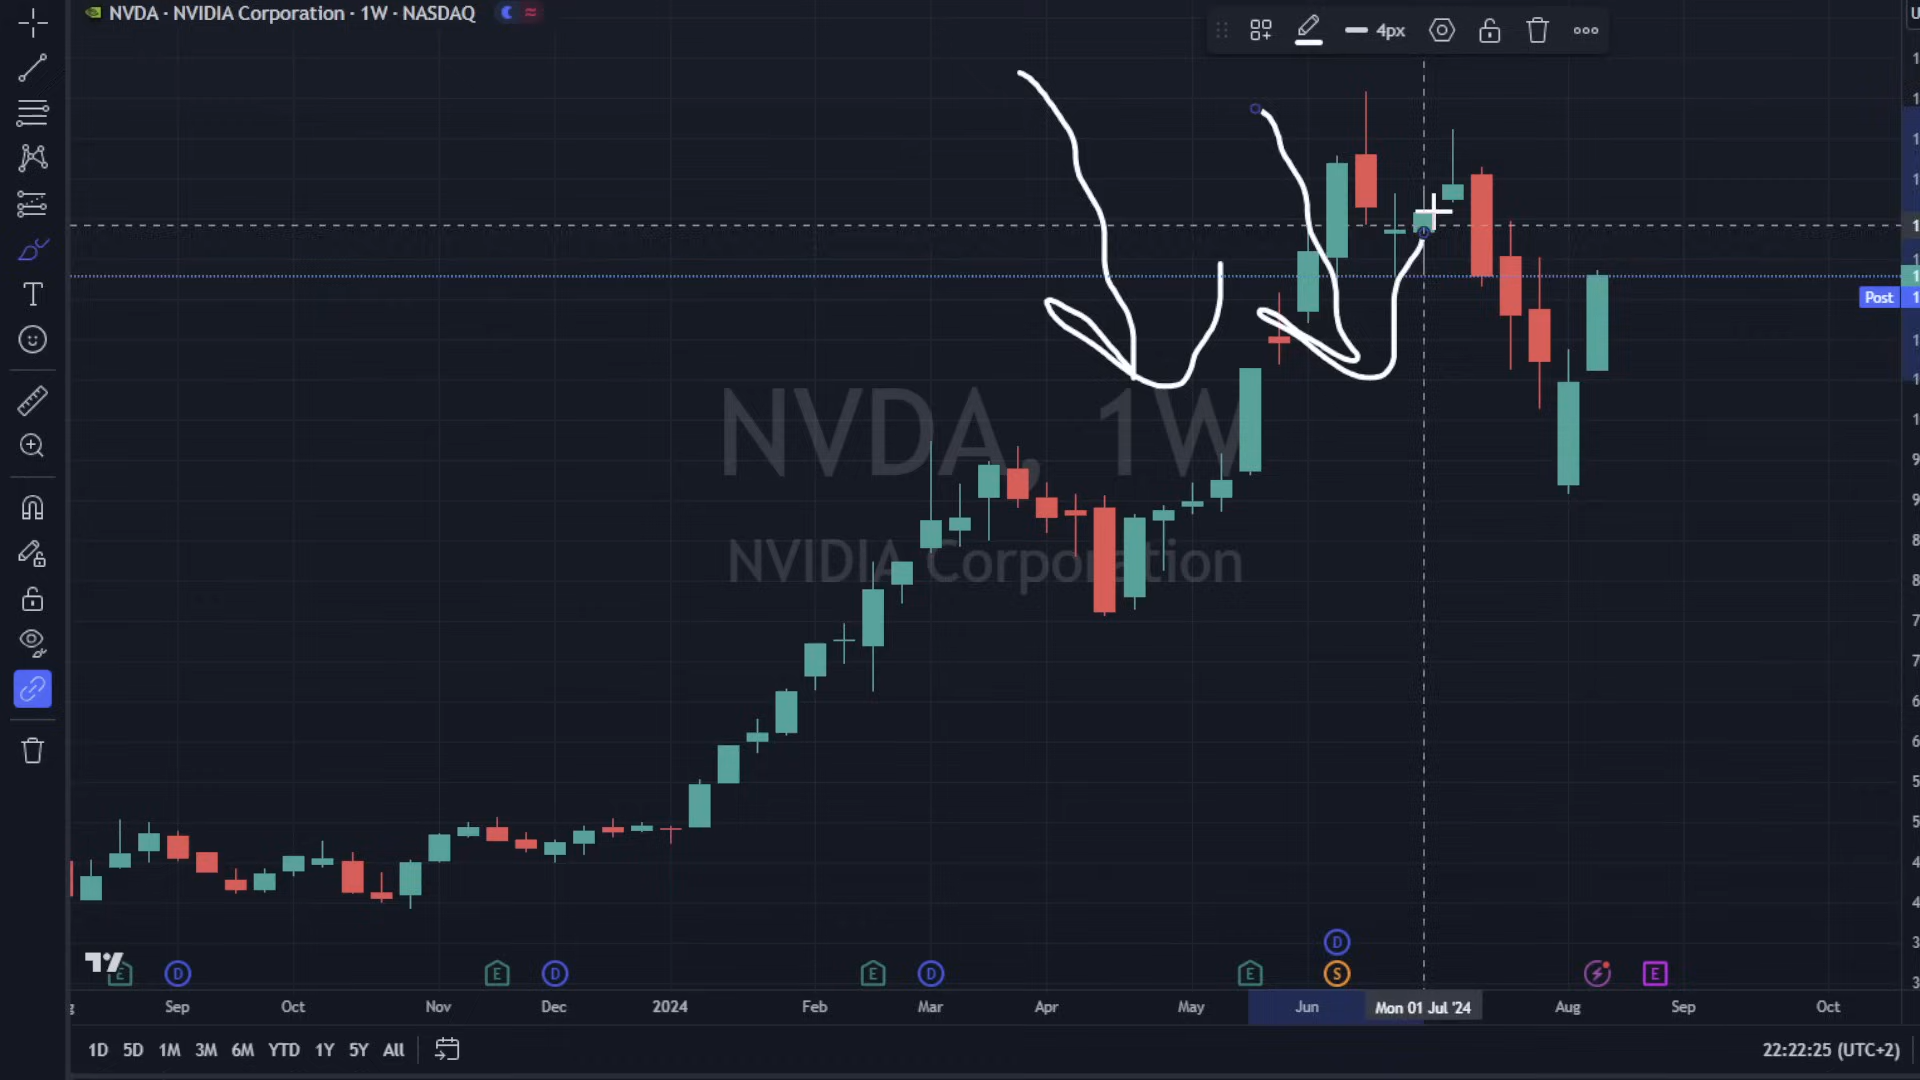 NVDA · NVIDIA Corporation · 1W · NASDAQ
4px
Post
NVDA, 1W
NVIDIA Corporation
D
E D E D E D E S E
Sep Oct Nov Dec 2024 Feb Mar Apr May Jun Mon 01 Jul '24 Aug Sep Oct
1D 5D 1M 3M 6M YTD 1Y 5Y All
22:22:25 (UTC+2)